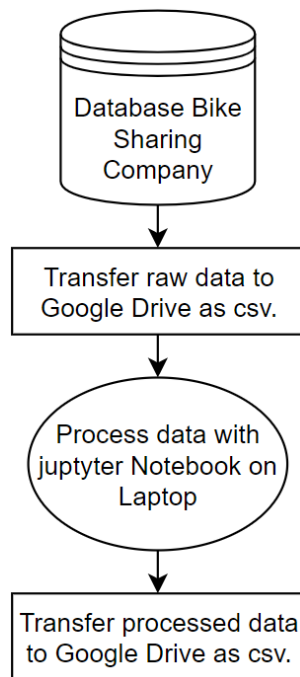 Database Bike
Sharing
Company
Transfer raw data to
Google Drive as csv.
Process data with
juptyter Notebook on
Laptop
Transfer processed data
to Google Drive as csv.